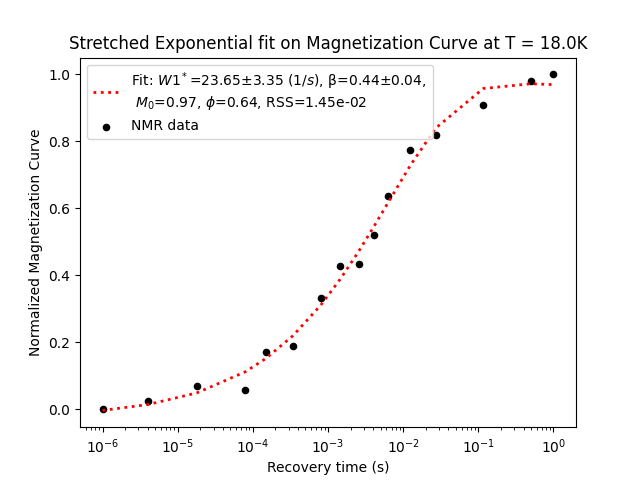 Stretched Exponential fit on Magnetization Curve at T = 18.0K
Fit: W1*=23.65±3.35 (1/s), β=0.44±0.04,
M₀=0.97, ϕ=0.64, RSS=1.45e-02
NMR data
Normalized Magnetization Curve
1.0
0.8
0.6
0.4
0.2
0.0
10⁻⁶ 10⁻⁵ 10⁻⁴ 10⁻³ 10⁻² 10⁻¹ 10⁰
Recovery time (s)